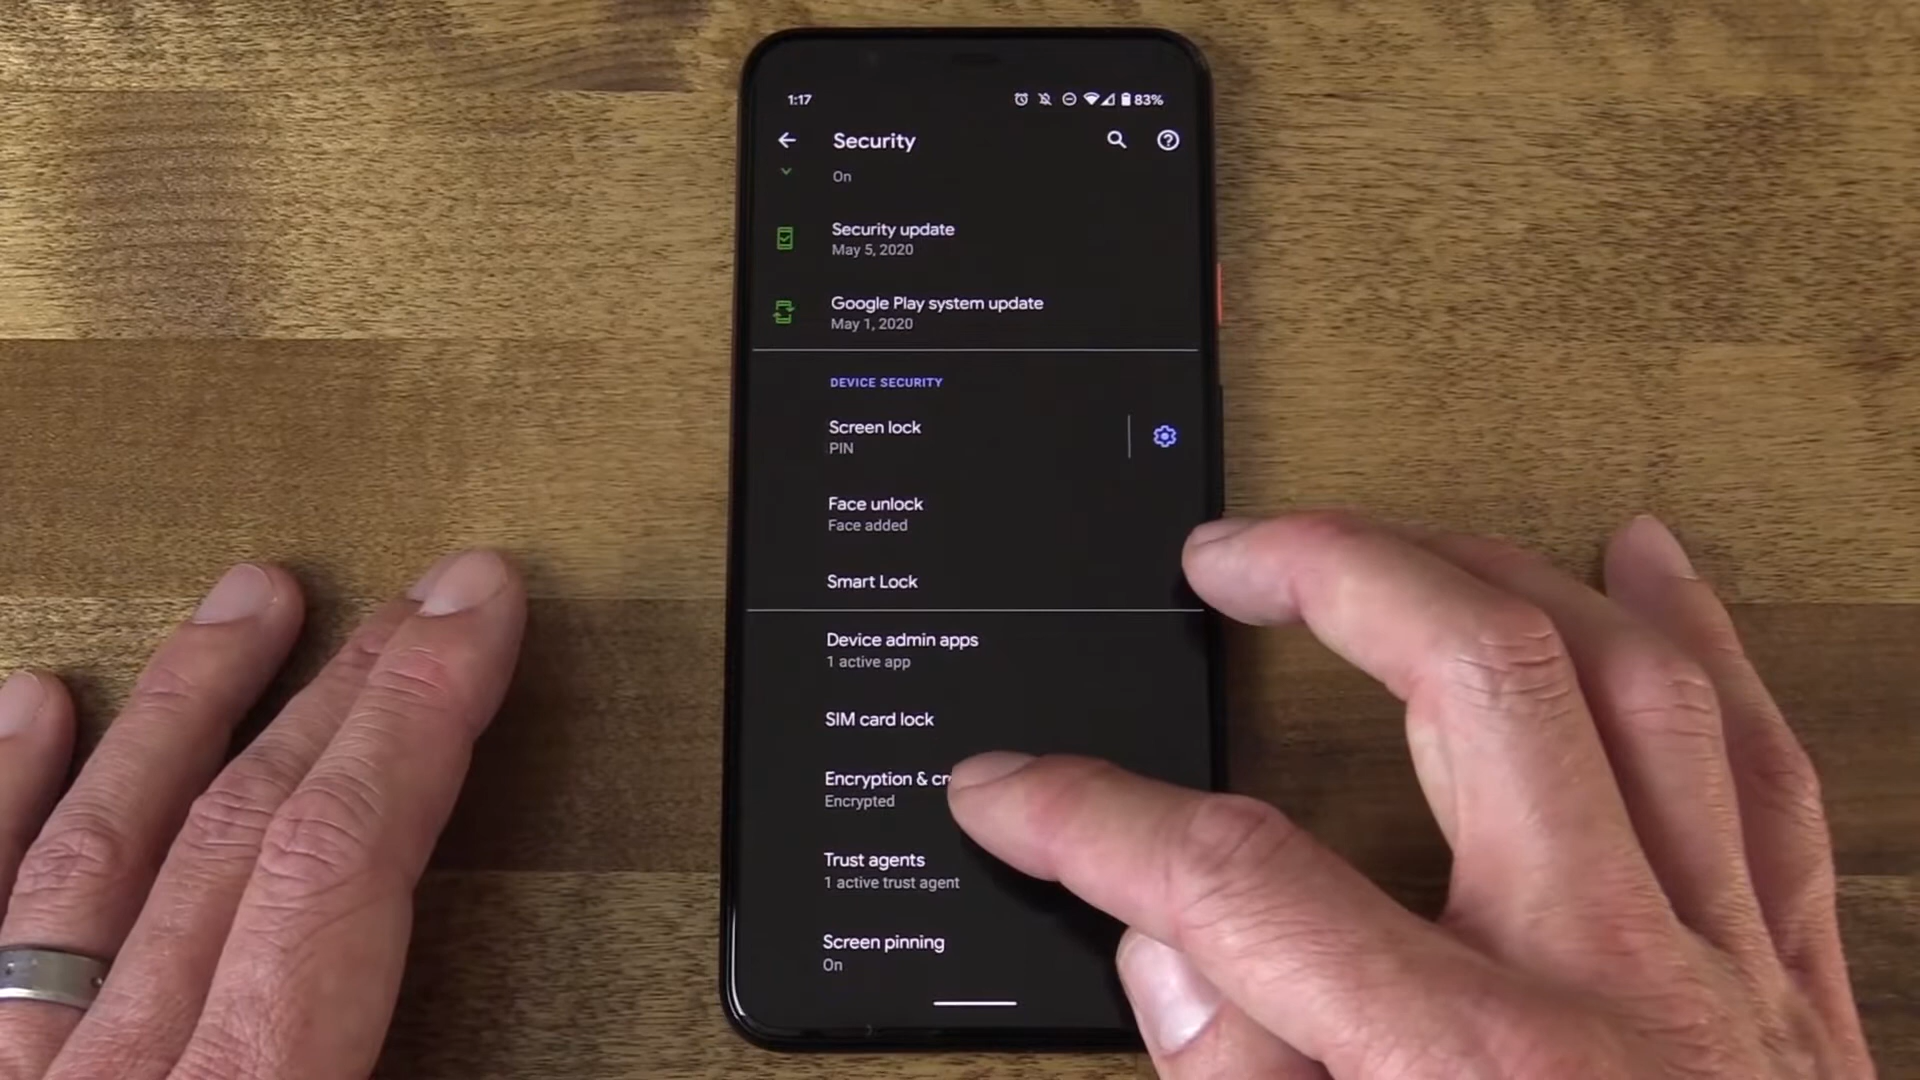 1:17
83%
Security
On
Security update
May 5, 2020
Google Play system update
May 1, 2020
DEVICE SECURITY
Screen lock
PIN
Face unlock
Face added
Smart Lock
Device admin apps
1 active app
SIM card lock
Encryption &
Encrypted
Trust agents
1 active trust agent
Screen pinning
On